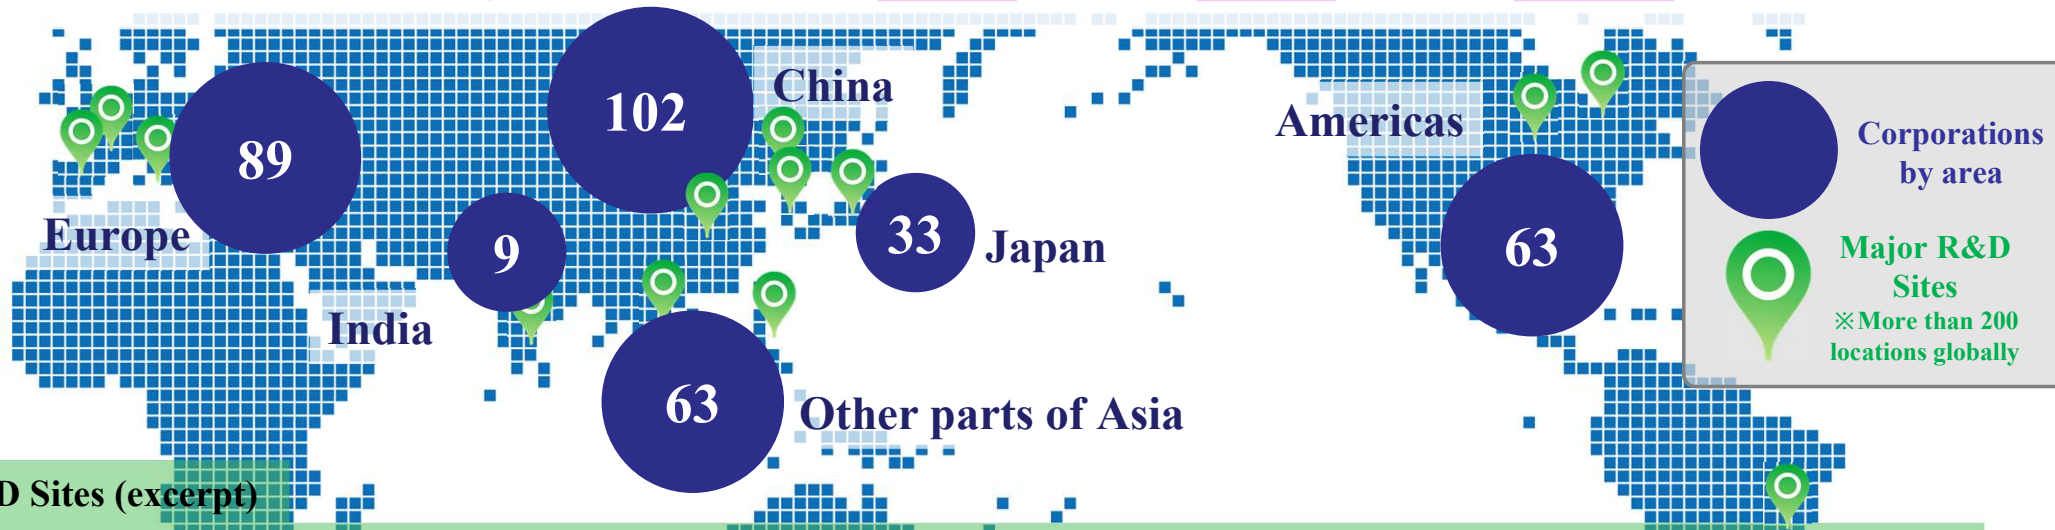 102
China
89
Europe
9
India
33
Japan
63
Other parts of Asia
Americas
63
Corporations
by area
Major R&D
Sites
※More than 200
locations globally
D Sites (excerpt)